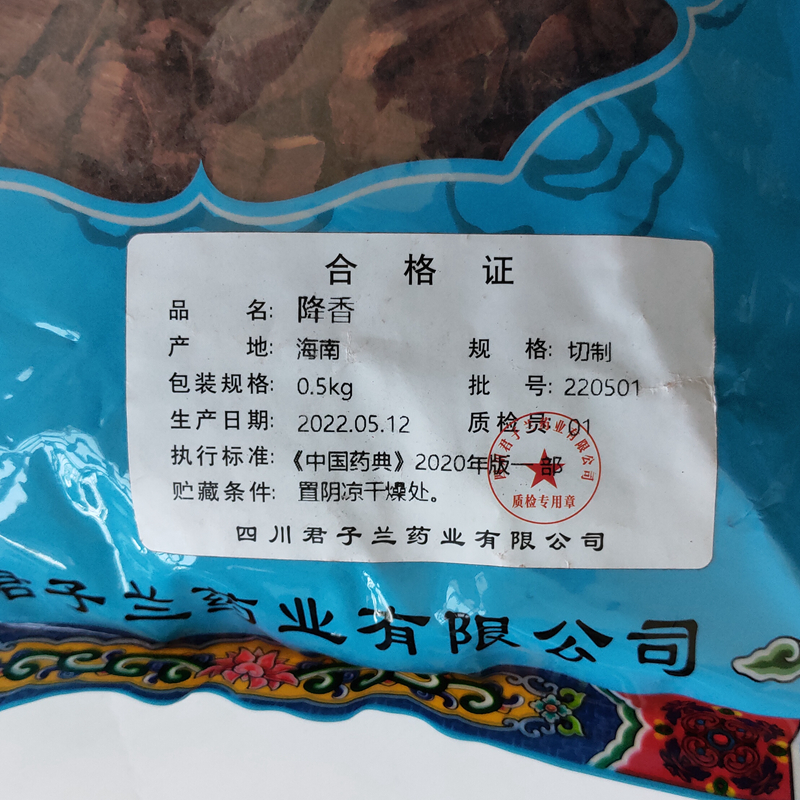 合格证
品 名: 降香
产 地: 海南 规 格: 切制
包装规格: 0.5kg 批 号: 220501
生产日期: 2022.05.12 质检员: 01
执行标准:《中国药典》2020年版一部
贮藏条件: 置阴凉干燥处。
四川君子兰药业有限公司
质检专用章
君子兰药业有限公司